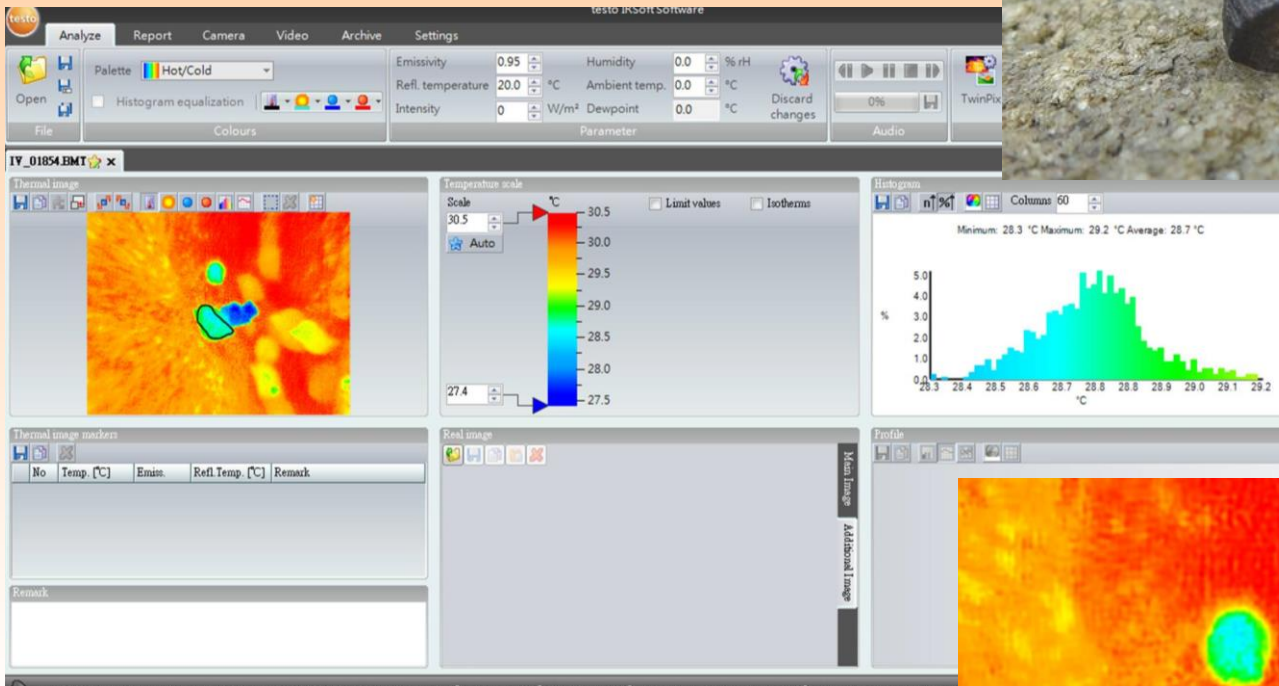 testo IRSoft Software
testo
Analyze Report Camera Video Archive Settings
Open
File
Palette Hot/Cold
Histogram equalization
Colours
Emissivity 0.95 Humidity 0.0 % rH
Refl. temperature 20.0 °C Ambient temp. 0.0 °C
Intensity 0 W/m² Dewpoint 0.0 °C
Parameter
Discard
changes
0%
Audio
TwinPix
IV_01854.BMT
Thermal image
Temperature scale
Scale
30.5
Auto
27.4
°C
30.5
30.0
29.5
29.0
28.5
28.0
27.5
Limit values
Isotherms
Histogram
n % Columns 60
Minimum: 28.3 °C Maximum: 29.2 °C Average: 28.7 °C
5.0
4.0
3.0
2.0
1.0
0.0
%
28.3 28.4 28.5 28.6 28.7 28.8 28.8 28.9 29.0 29.1 29.2
°C
Thermal image markers
No Temp. [°C] Emiss. Refl.Temp. [°C] Remark
Remark
Real image
Main Image
Additional Image
Profile